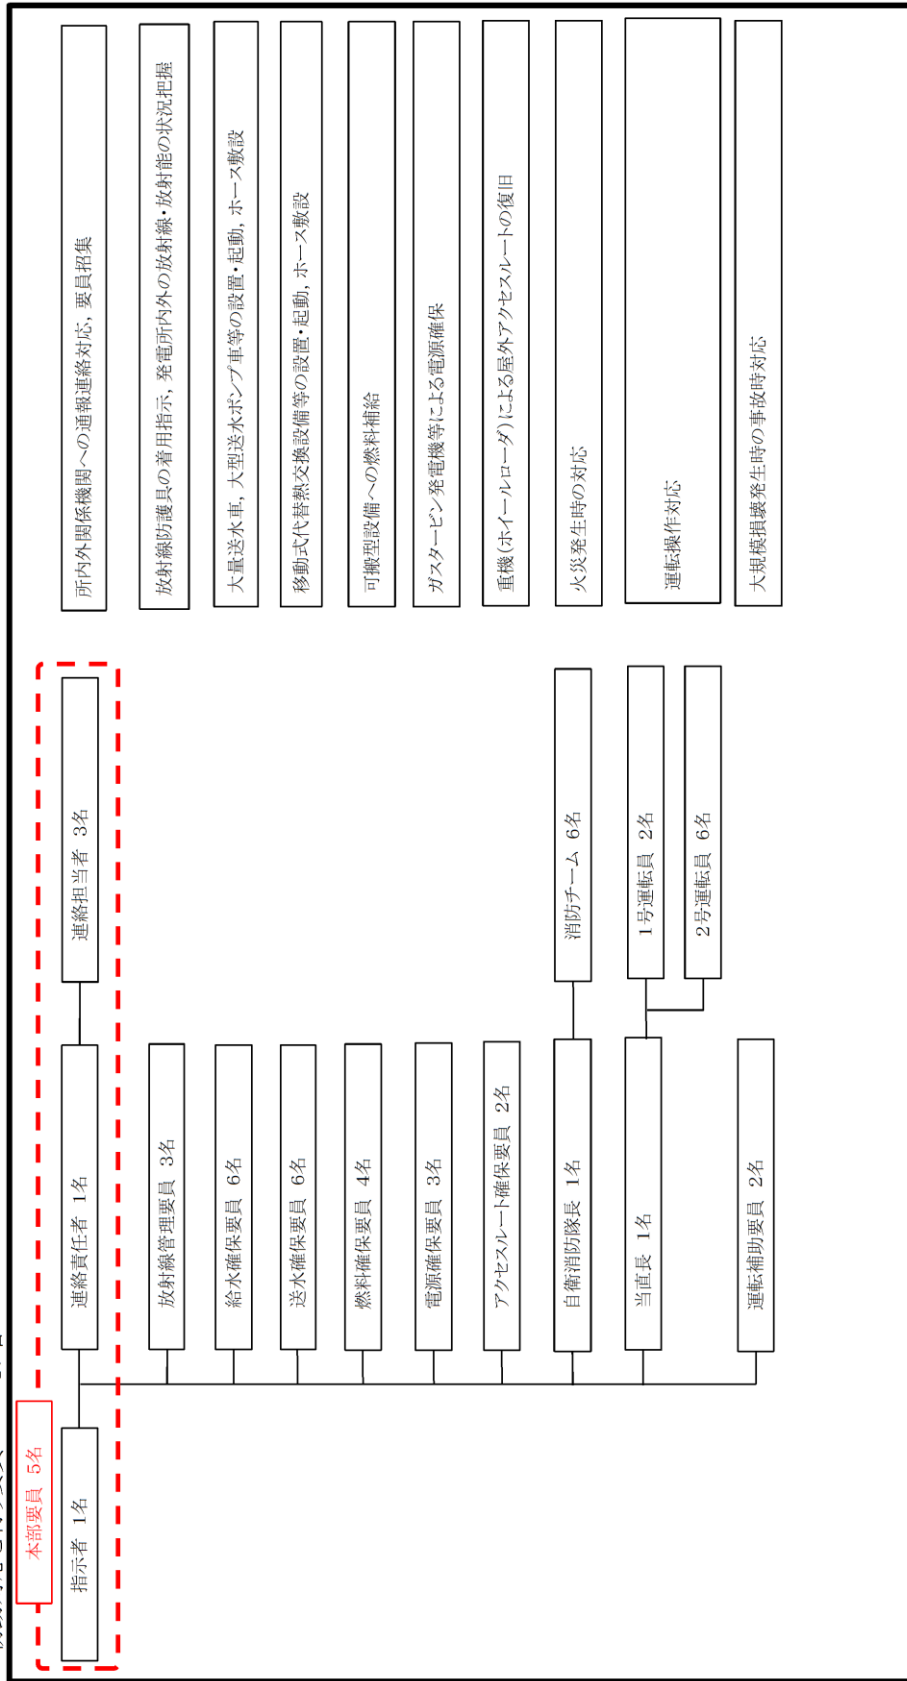 本部要員 5名
指示者 1名
連絡責任者 1名
連絡担当者 3名
所内外関係機関への通報連絡対応, 要員招集
放射線管理要員 3名
放射線防護具の着用指示, 発電所内外の放射線・放射能の状況把握
給水確保要員 6名
大量送水車, 大型送水ポンプ車等の設置・起動, ホース敷設
送水確保要員 6名
移動式代替熱交換設備等の設置・起動, ホース敷設
燃料確保要員 4名
可搬型設備への燃料補給
電源確保要員 3名
ガスタービン発電機等による電源確保
アクセスルート確保要員 2名
重機(ホイールローダ)による屋外アクセスルートの復旧
自衛消防隊長 1名
消防チーム 6名
火災発生時の対応
当直長 1名
1号運転員 2名
2号運転員 6名
運転操作対応
運転補助要員 2名
大規模損壊発生時の事故時対応